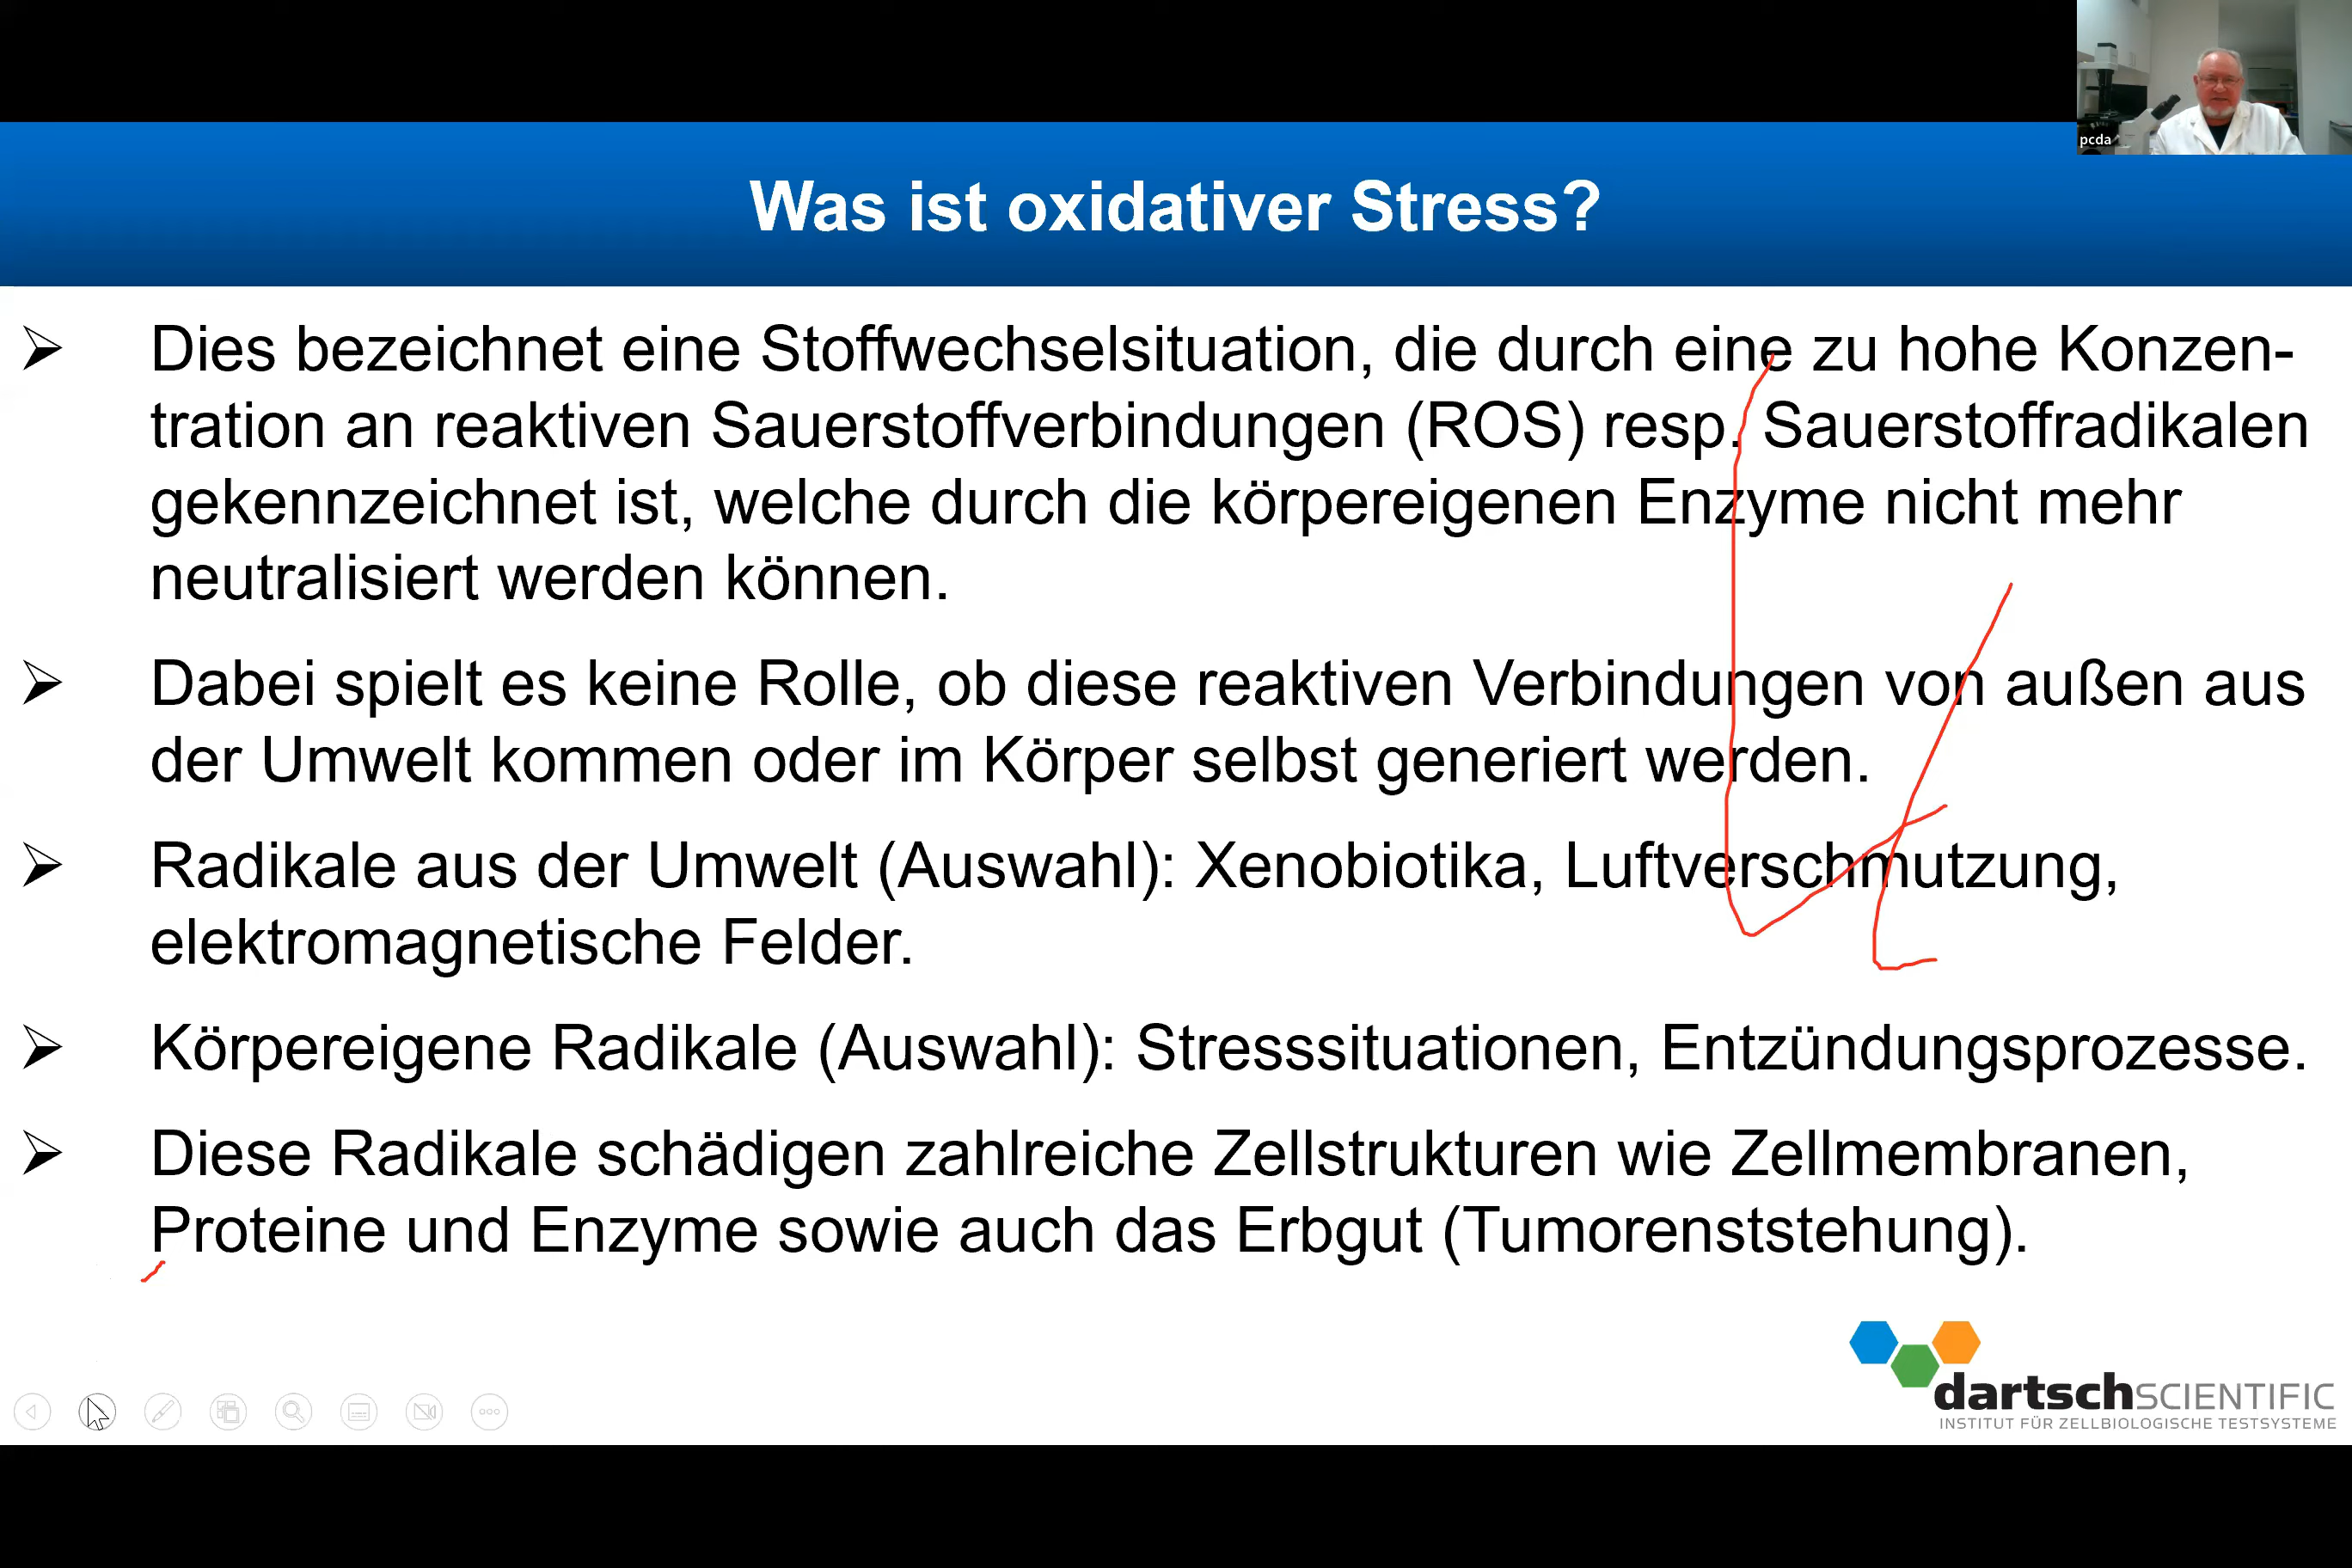 pcda
Was ist oxidativer Stress?
➢ Dies bezeichnet eine Stoffwechselsituation, die durch eine zu hohe Konzen-
tration an reaktiven Sauerstoffverbindungen (ROS) resp. Sauerstoffradikalen
gekennzeichnet ist, welche durch die körpereigenen Enzyme nicht mehr
neutralisiert werden können.
➢ Dabei spielt es keine Rolle, ob diese reaktiven Verbindungen von außen aus
der Umwelt kommen oder im Körper selbst generiert werden.
➢ Radikale aus der Umwelt (Auswahl): Xenobiotika, Luftverschmutzung,
elektromagnetische Felder.
➢ Körpereigene Radikale (Auswahl): Stresssituationen, Entzündungsprozesse.
➢ Diese Radikale schädigen zahlreiche Zellstrukturen wie Zellmembranen,
Proteine und Enzyme sowie auch das Erbgut (Tumorenststehung).
dartschSCIENTIFIC
INSTITUT FÜR ZELLBIOLOGISCHE TESTSYSTEME